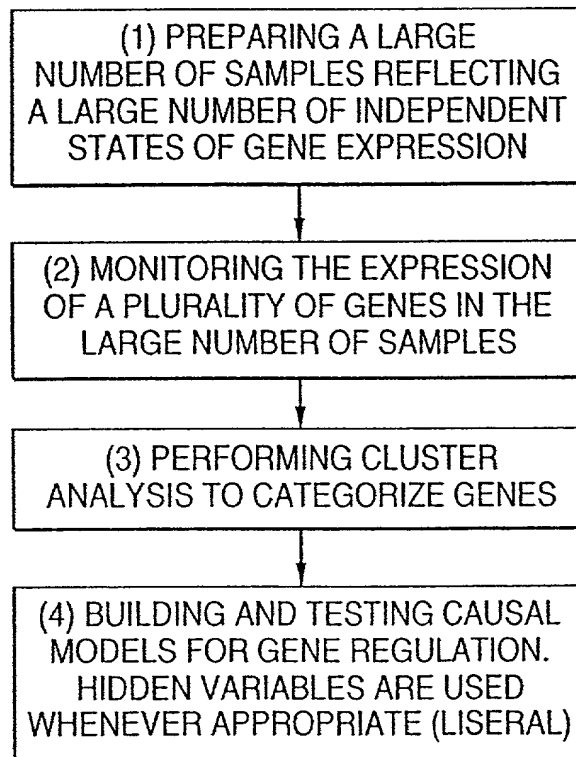 (1) PREPARING A LARGE
NUMBER OF SAMPLES REFLECTING
A LARGE NUMBER OF INDEPENDENT
STATES OF GENE EXPRESSION
(2) MONITORING THE EXPRESSION
OF A PLURALITY OF GENES IN THE
LARGE NUMBER OF SAMPLES
(3) PERFORMING CLUSTER
ANALYSIS TO CATEGORIZE GENES
(4) BUILDING AND TESTING CAUSAL
MODELS FOR GENE REGULATION.
HIDDEN VARIABLES ARE USED
WHENEVER APPROPRIATE (LISERAL)